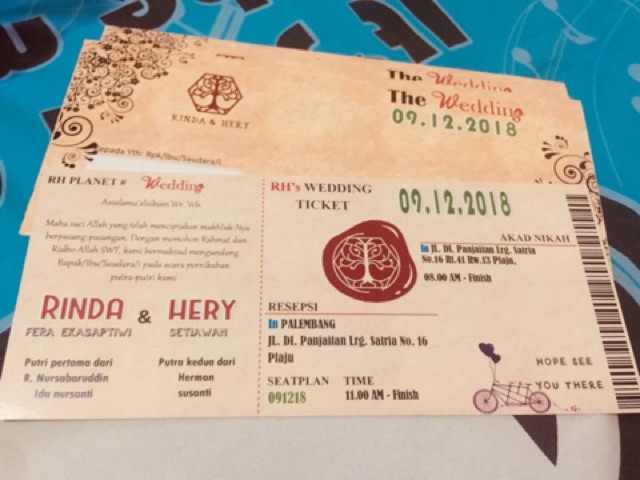 The Wedding
The Wedding
09.12.2018
RINDA & HERY
epada Yth: Bpk/Ibu/Saudara/i
RH PLANET # Wedding
Assalamu'alaikum Wr. Wb.
Maha suci Allah yang telah menciptakan makhluk-Nya
berpasang-pasangan. Dengan memohon Rahmat dan
Ridho Allah SWT, kami bermaksud mengundang
Bapak/Ibu/Saudara/i pada acara pernikahan
putra-putri kami
RINDA & HERY
FERA EKASAPTIWI SETIAWAN
Putri pertama dari
R. Nursabaruddin
Ida nursanti
Putra kedua dari
Herman
susanti
RH's WEDDING
TICKET
09.12.2018
AKAD NIKAH
In JL. DI. Panjaitan Lrg. Satria
No.16 Rt.41 Rw.13 Plaju,
08.00 AM - Finish
RESEPSI
In PALEMBANG
JL. DI. Panjaitan Lrg. Satria No. 16
Plaju
SEATPLAN TIME
091218 11.00 AM - Finish
HOPE SEE
YOU THERE